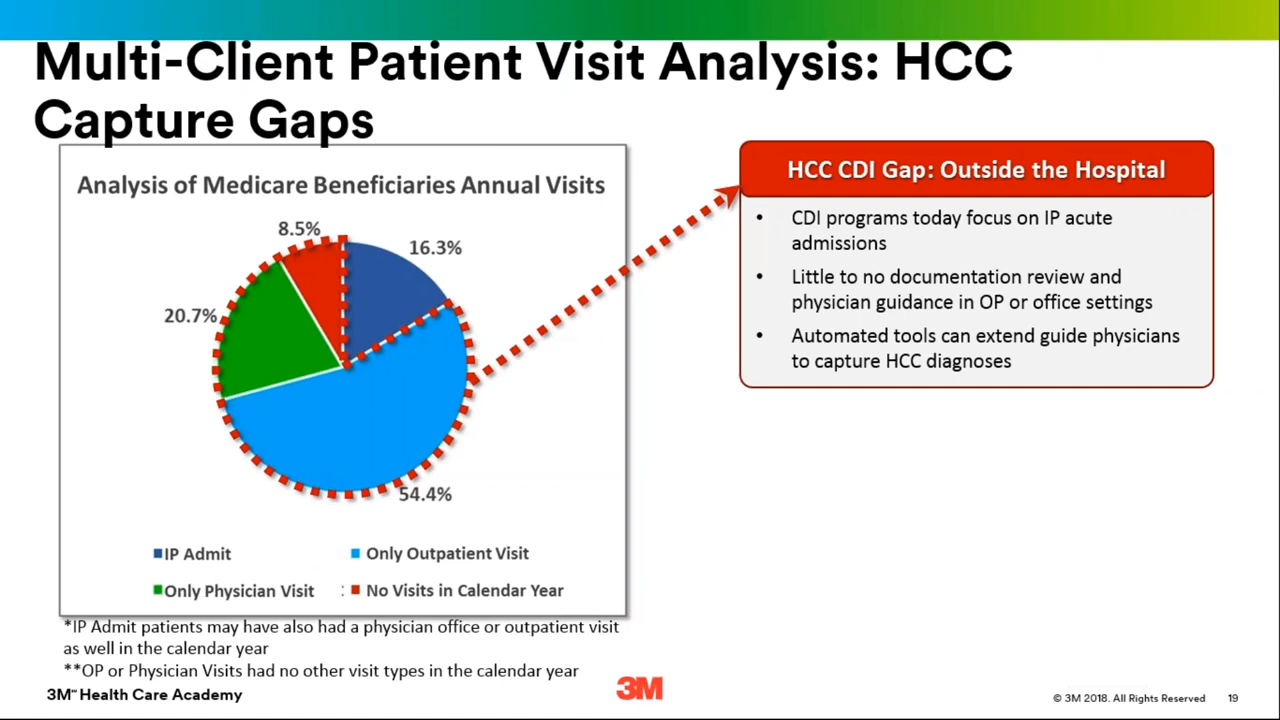 Multi-Client Patient Visit Analysis: HCC
Capture Gaps
Analysis of Medicare Beneficiaries Annual Visits
8.5%
16.3%
20.7%
54.4%
IP Admit
Only Outpatient Visit
Only Physician Visit
: No Visits in Calendar Year
*IP Admit patients may have also had a physician office or outpatient visit
as well in the calendar year
**OP or Physician Visits had no other visit types in the calendar year
HCC CDI Gap: Outside the Hospital
• CDI programs today focus on IP acute
admissions
• Little to no documentation review and
physician guidance in OP or office settings
• Automated tools can extend guide physicians
to capture HCC diagnoses
3M™ Health Care Academy
3M
© 3M 2018. All Rights Reserved
19